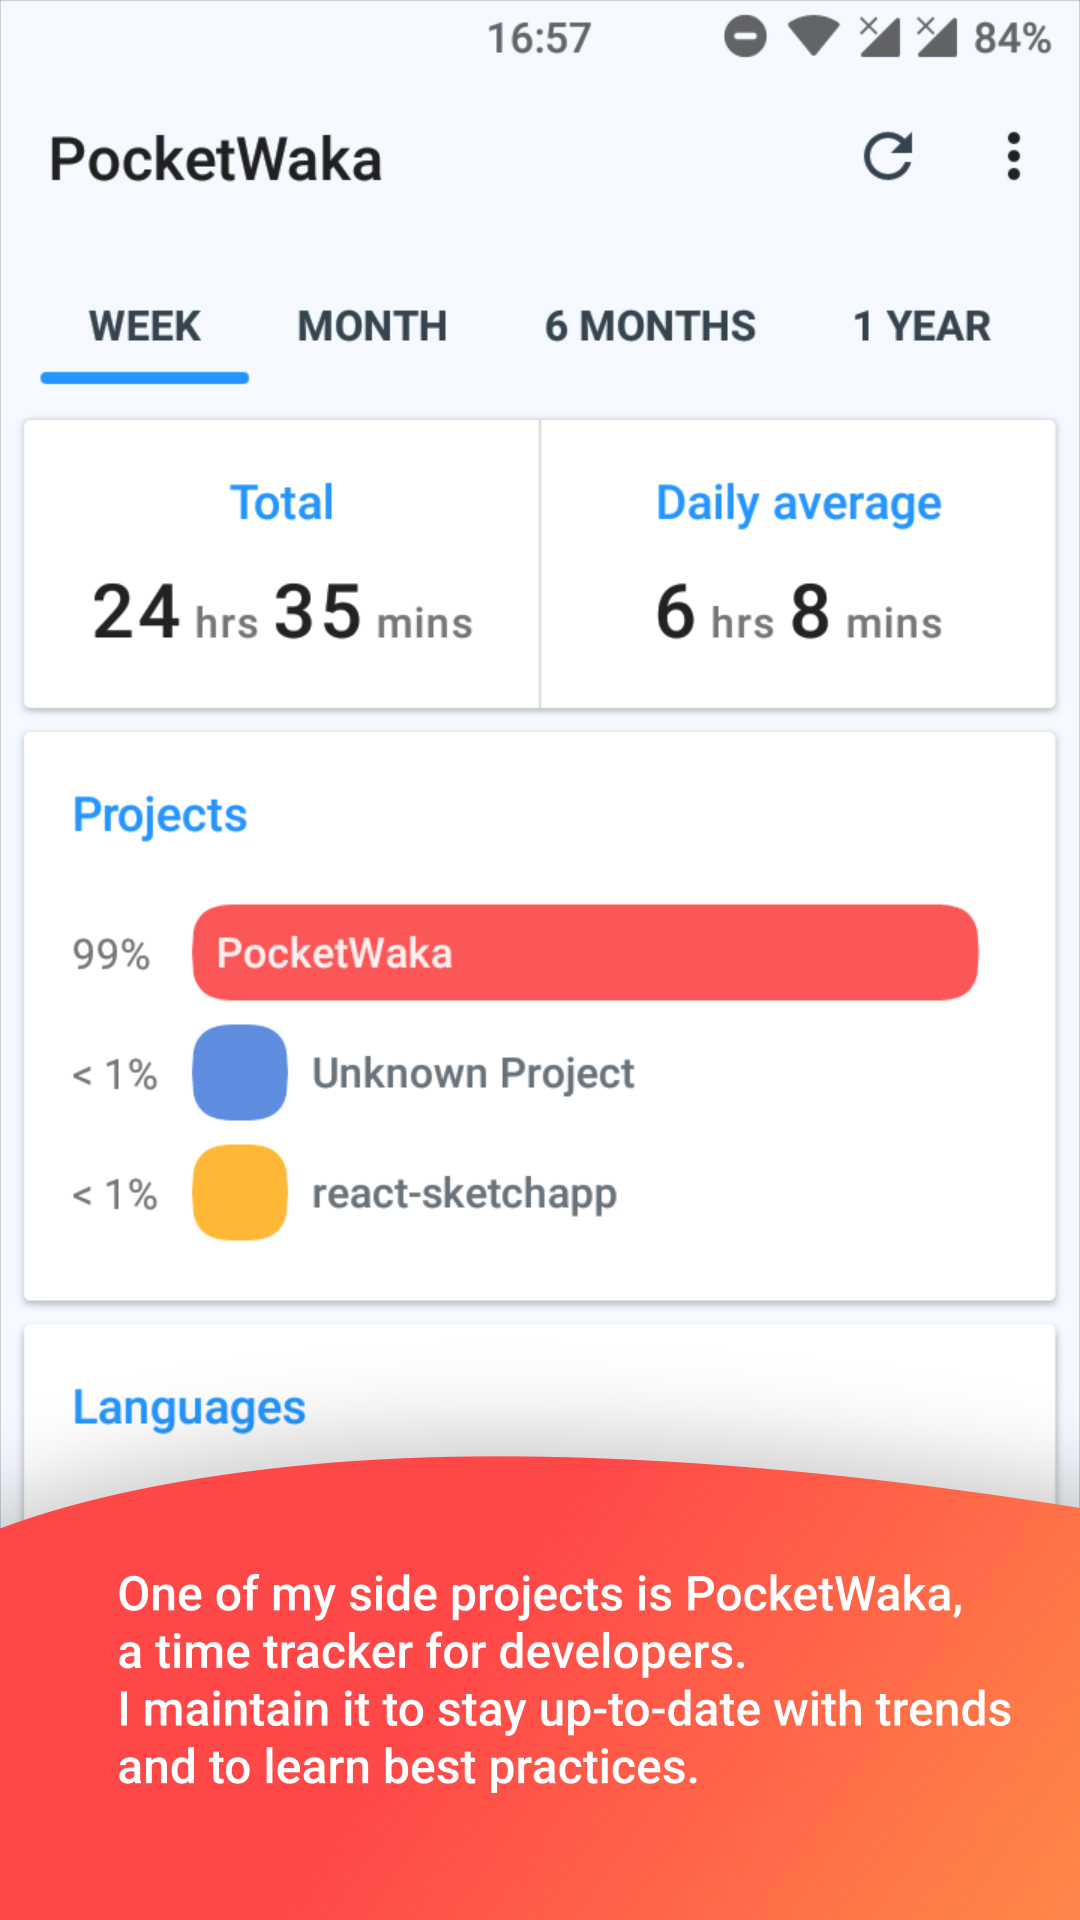 16:57 84%
PocketWaka
WEEK MONTH 6 MONTHS 1 YEAR
Total Daily average
24 hrs 35 mins 6 hrs 8 mins
Projects
99% PocketWaka
< 1% Unknown Project
< 1% react-sketchapp
Languages
One of my side projects is PocketWaka,
a time tracker for developers.
I maintain it to stay up-to-date with trends
and to learn best practices.